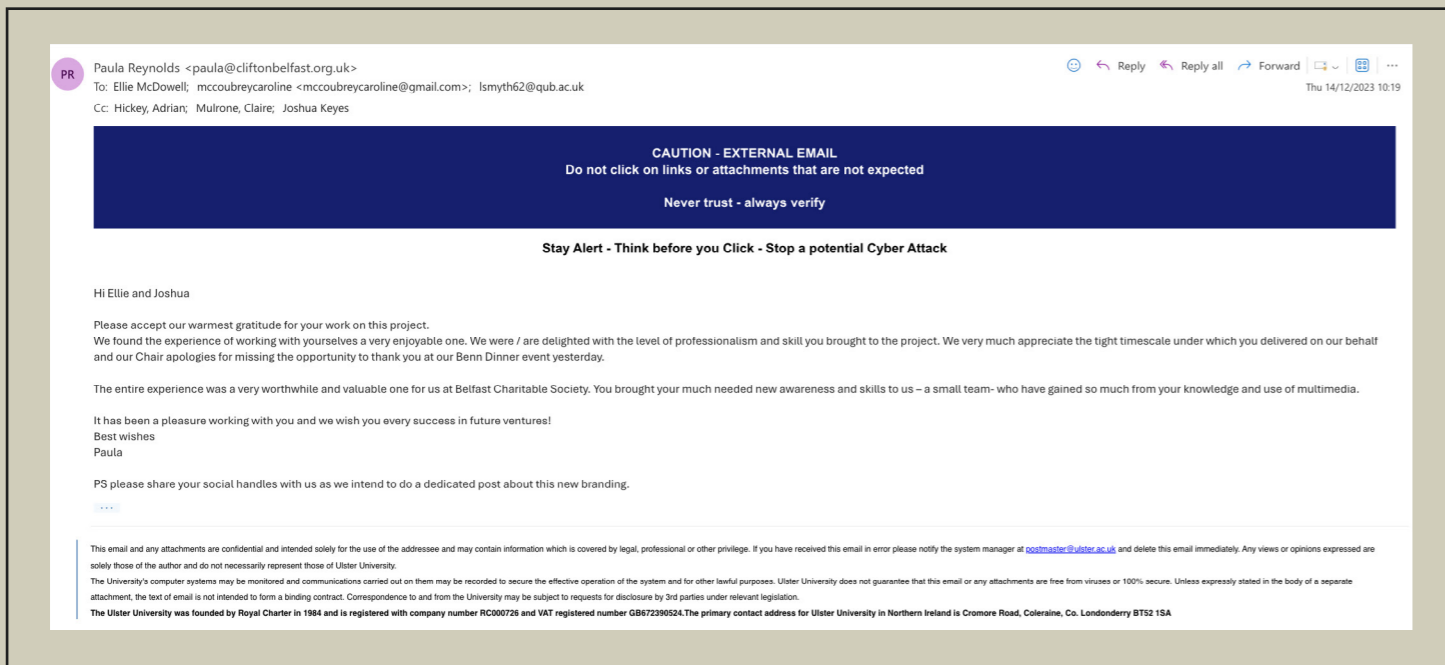 PR
Paula Reynolds <paula@cliftonbelfast.org.uk>
To: Ellie McDowell; mccoubreycaroline <mccoubreycaroline@gmail.com>; lsmyth62@qub.ac.uk
Cc: Hickey, Adrian; Mulrone, Claire; Joshua Keyes
Reply
Reply all
Forward
Thu 14/12/2023 10:19
CAUTION - EXTERNAL EMAIL
Do not click on links or attachments that are not expected
Never trust - always verify
Stay Alert - Think before you Click - Stop a potential Cyber Attack
Hi Ellie and Joshua
Please accept our warmest gratitude for your work on this project.
We found the experience of working with yourselves a very enjoyable one. We were / are delighted with the level of professionalism and skill you brought to the project. We very much appreciate the tight timescale under which you delivered on our behalf
and our Chair apologies for missing the opportunity to thank you at our Benn Dinner event yesterday.
The entire experience was a very worthwhile and valuable one for us at Belfast Charitable Society. You brought your much needed new awareness and skills to us – a small team- who have gained so much from your knowledge and use of multimedia.
It has been a pleasure working with you and we wish you every success in future ventures!
Best wishes
Paula
PS please share your social handles with us as we intend to do a dedicated post about this new branding.
...
This email and any attachments are confidential and intended solely for the use of the addressee and may contain information which is covered by legal, professional or other privilege. If you have received this email in error please notify the system manager at postmaster@ulster.ac.uk and delete this email immediately. Any views or opinions expressed are
solely those of the author and do not necessarily represent those of Ulster University.
The University's computer systems may be monitored and communications carried out on them may be recorded to secure the effective operation of the system and for other lawful purposes. Ulster University does not guarantee that this email or any attachments are free from viruses or 100% secure. Unless expressly stated in the body of a separate
attachment, the text of email is not intended to form a binding contract. Correspondence to and from the University may be subject to requests for disclosure by 3rd parties under relevant legislation.
The Ulster University was founded by Royal Charter in 1984 and is registered with company number RC000726 and VAT registered number GB672390524.The primary contact address for Ulster University in Northern Ireland is Cromore Road, Coleraine, Co. Londonderry BT52 1SA